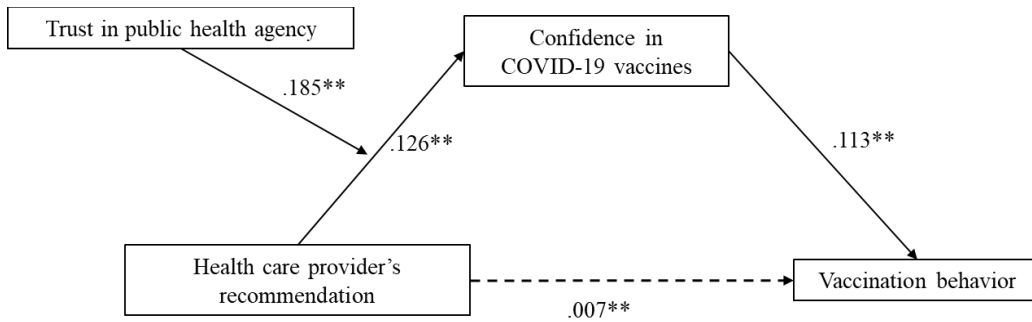 Trust in public health agency
Confidence in
COVID-19 vaccines
.185**
.126**
.113**
Health care provider's
recommendation
Vaccination behavior
.007**